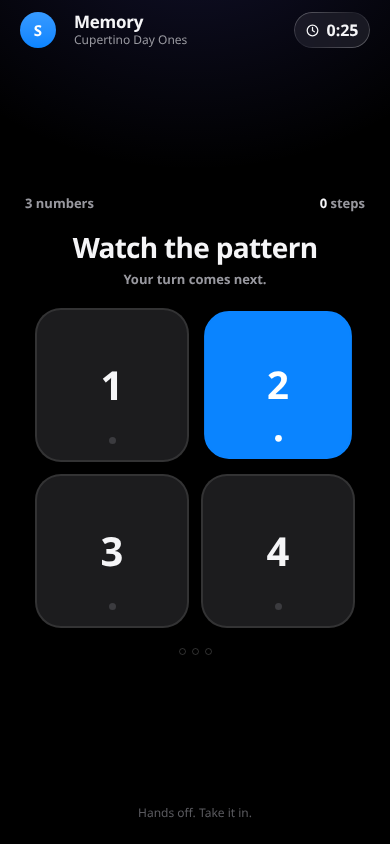 S
Memory
Cupertino Day Ones
0:25
3 numbers
0 steps
Watch the pattern
Your turn comes next.
1
2
3
4
Hands off. Take it in.